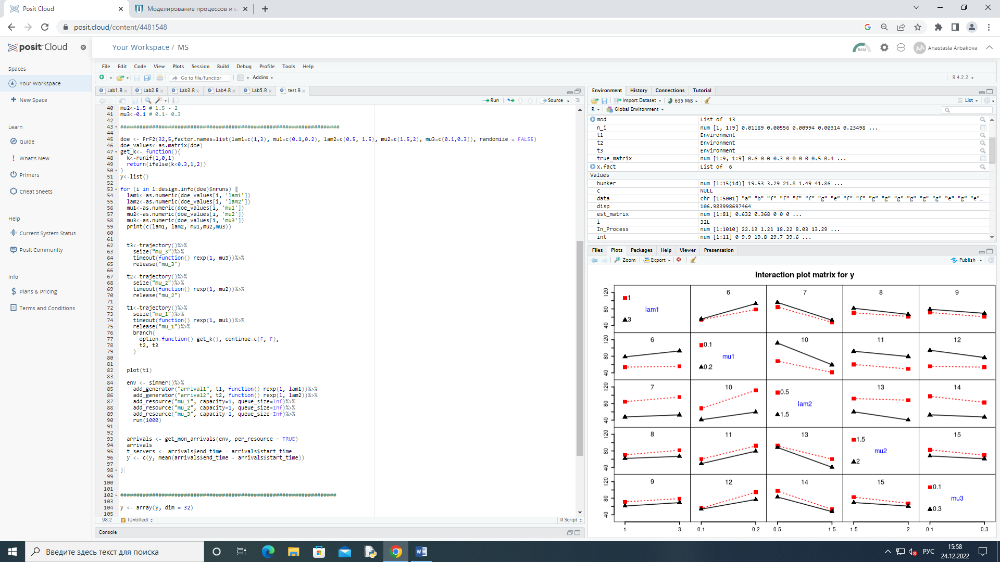 Posit Cloud
Моделирование процессов и с
posit.cloud/content/4481548
posit Cloud
Your Workspace / MS
RAM
AA
Anastasia Arbakova
Spaces
Your Workspace
New Space
Learn
Guide
What's New
Primers
Cheat Sheets
Help
Current System Status
Posit Community
Info
Plans & Pricing
Terms and Conditions
File Edit Code View Plots Session Build Debug Profile Tools Help
Go to file/function
Addins
R 4.2.2
Lab1.R Lab2.R Lab3.R Lab4.R Lab5.R test.R
Run
Source
40 mu2<-1.5 # 1.5 - 2
41 mu3<-0.1 # 0.1- 0.3
42
43 #####################################################################
44
45 doe <- FrF2(32,5,factor.names=list(lam1=c(1,3), mu1=c(0.1,0.2), lam2=c(0.5, 1.5), mu2=c(1.5,2), mu3=c(0.1,0.3)), randomize = FALSE)
46 doe_values<-as.matrix(doe)
47 get_k<- function(){
48 k<-runif(1,0,1)
49 return(ifelse(k<0.3,1,2))
50 }
51 y<-list()
52
53 for (i in 1:design.info(doe)$nruns) {
54 lam1<-as.numeric(doe_values[i, 'lam1'])
55 lam2<-as.numeric(doe_values[i, 'lam2'])
56 mu1<-as.numeric(doe_values[i, 'mu1'])
57 mu2<-as.numeric(doe_values[i, 'mu2'])
58 mu3<-as.numeric(doe_values[i, 'mu3'])
59 print(c(lam1, lam2, mu1,mu2,mu3))
60
61
62 t3<-trajectory()%>%
63 seize("mu_3")%>%
64 timeout(function() rexp(1, mu3))%>%
65 release("mu_3")
66
67 t2<-trajectory()%>%
68 seize("mu_2")%>%
69 timeout(function() rexp(1, mu2))%>%
70 release("mu_2")
71
72 t1<-trajectory()%>%
73 seize("mu_1")%>%
74 timeout(function() rexp(1, mu1))%>%
75 release("mu_1")%>%
76 branch(
77 option=function() get_k(), continue=c(F, F),
78 t2, t3
79 )
80
81
82 plot(t1)
83
84 env <- simmer()%>%
85 add_generator("arrival1", t1, function() rexp(1, lam1))%>%
86 add_generator("arrival2", t2, function() rexp(1, lam2))%>%
87 add_resource("mu_1", capacity=1, queue_size=Inf)%>%
88 add_resource("mu_2", capacity=1, queue_size=Inf)%>%
89 add_resource("mu_3", capacity=1, queue_size=Inf)%>%
90 run(1000)
91
92
93 arrivals <- get_mon_arrivals(env, per_resource = TRUE)
94 arrivals
95 t_servers <- arrivals$end_time - arrivals$start_time
96 y <- c(y, mean(arrivals$end_time - arrivals$start_time))
97
98 }
99
100
101
102 ####################################################################
103
104 y <- array(y, dim = 32)
105
98:2 (Untitled)
R Script
Console
Environment History Connections Tutorial
Import Dataset 635 MiB List
R Global Environment
mod List of 13
n_i num [1, 1:9] 0.01189 0.00556 0.00994 0.00314 0.23498 ...
t1 Environment
t2 Environment
t3 Environment
true_matrix num [1:9, 1:9] 0.6 0 0 0.3 0 0 0 0 0.5 0.4 ...
x.fact List of 6
Values
bunker num [1:15(1d)] 19.53 3.29 21.8 1.49 41.86 ...
c NULL
data chr [1:5001] "a" "b" "f" "f" "f" "f" "g" "e" "f" "f" "g" "g" "g" "g" "g" "g" "e" "g" "e"…
disp 106.983998697464
est_matrix num [1:81] 0.632 0.368 0 0 0 ...
i 32L
In_Process num [1:1010] 22.13 1.21 18.22 8.03 13.29 ...
int num [1:11] 0 9.9 19.8 29.7 39.6 ...
Files Plots Packages Help Viewer Presentation
Zoom Export Publish
Interaction plot matrix for y
40 80 120 1 3 lam1 6 7 8 9
40 80 120 6 0.1 0.2 mu1 10 11 12
40 80 120 7 10 0.5 1.5 lam2 13 14
40 80 120 8 11 13 1.5 2 mu2 15
40 80 120 9 12 14 15 0.1 0.3 mu3
1 3 0.1 0.2 0.5 1.5 1.5 2 0.1 0.3
Введите здесь текст для поиска
РУС
15:58
24.12.2022